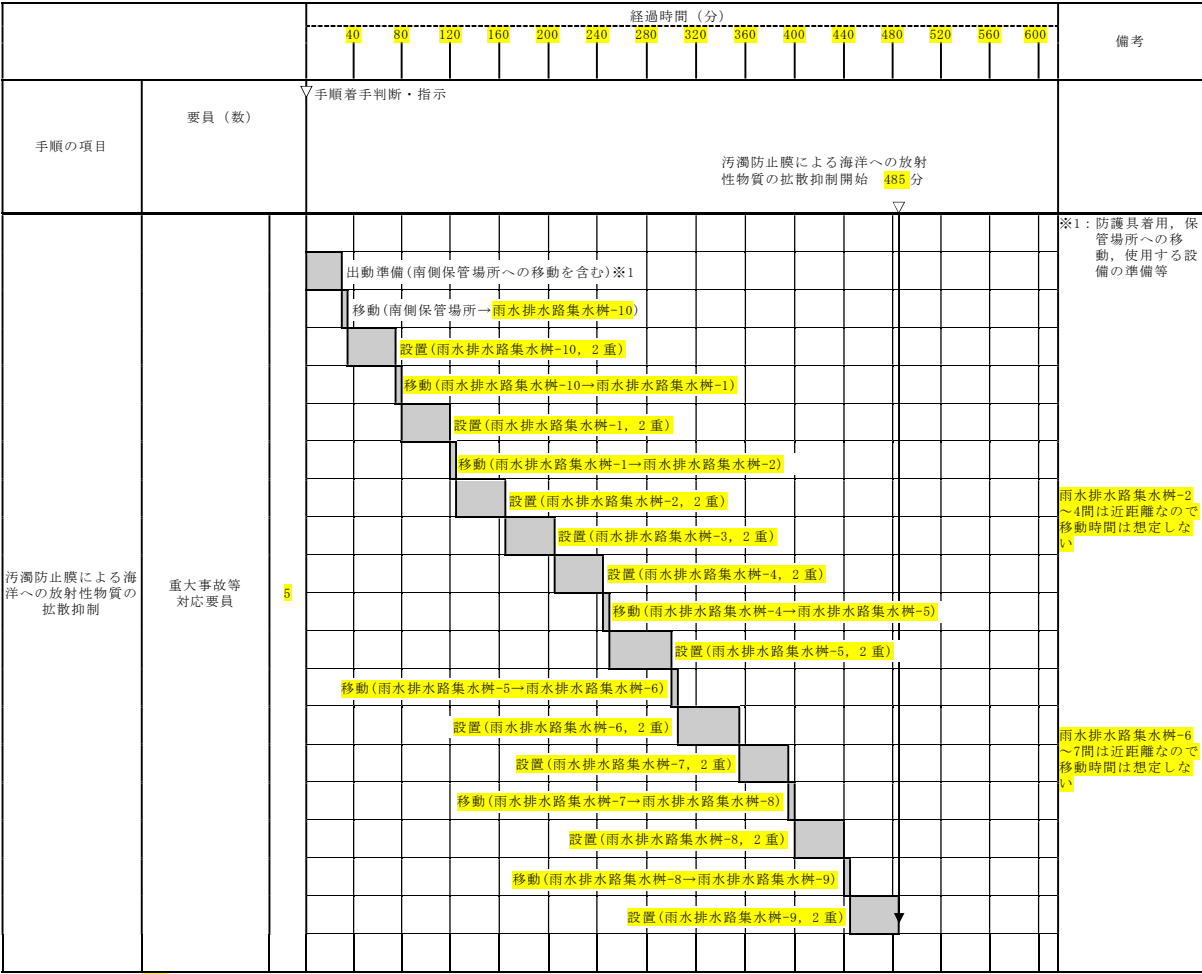 経過時間（分）
40 80 120 160 200 240 280 320 360 400 440 480 520 560 600
備考
手順の項目
要員（数）
▽手順着手判断・指示
汚濁防止膜による海洋への放射
性物質の拡散抑制開始 485分
▽
汚濁防止膜による海
洋への放射性物質の
拡散抑制
重大事故等
対応要員
5
出動準備(南側保管場所への移動を含む)※1
移動(南側保管場所→雨水排水路集水桝-10)
設置(雨水排水路集水桝-10, 2重)
移動(雨水排水路集水桝-10→雨水排水路集水桝-1)
設置(雨水排水路集水桝-1, 2重)
移動(雨水排水路集水桝-1→雨水排水路集水桝-2)
設置(雨水排水路集水桝-2, 2重)
設置(雨水排水路集水桝-3, 2重)
設置(雨水排水路集水桝-4, 2重)
移動(雨水排水路集水桝-4→雨水排水路集水桝-5)
設置(雨水排水路集水桝-5, 2重)
移動(雨水排水路集水桝-5→雨水排水路集水桝-6)
設置(雨水排水路集水桝-6, 2重)
設置(雨水排水路集水桝-7, 2重)
移動(雨水排水路集水桝-7→雨水排水路集水桝-8)
設置(雨水排水路集水桝-8, 2重)
移動(雨水排水路集水桝-8→雨水排水路集水桝-9)
設置(雨水排水路集水桝-9, 2重)
※1：防護具着用, 保
管場所への移
動, 使用する設
備の準備等
雨水排水路集水桝-2
～4間は近距離なので
移動時間は想定しな
い
雨水排水路集水桝-6
～7間は近距離なので
移動時間は想定しな
い